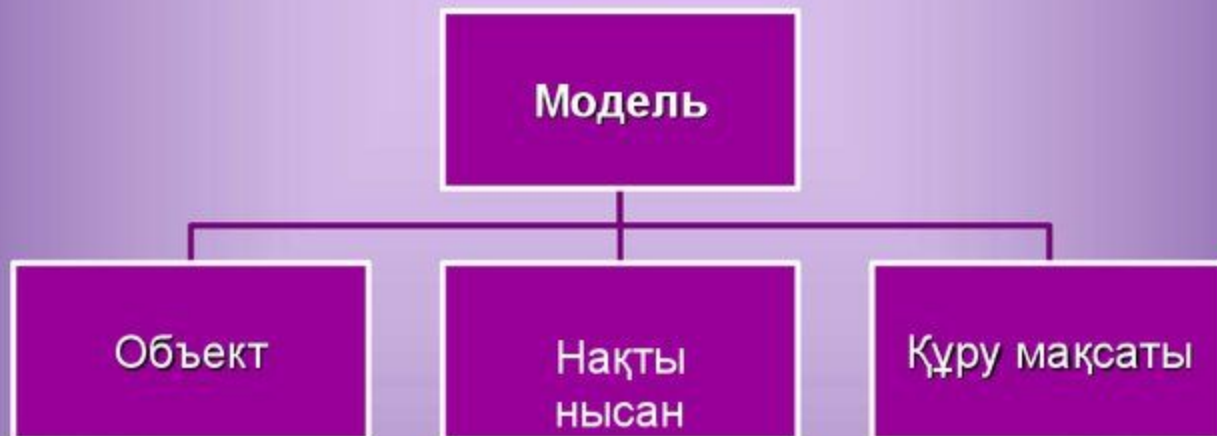 Модель
Объект
Нақты
нысан
Құру мақсаты